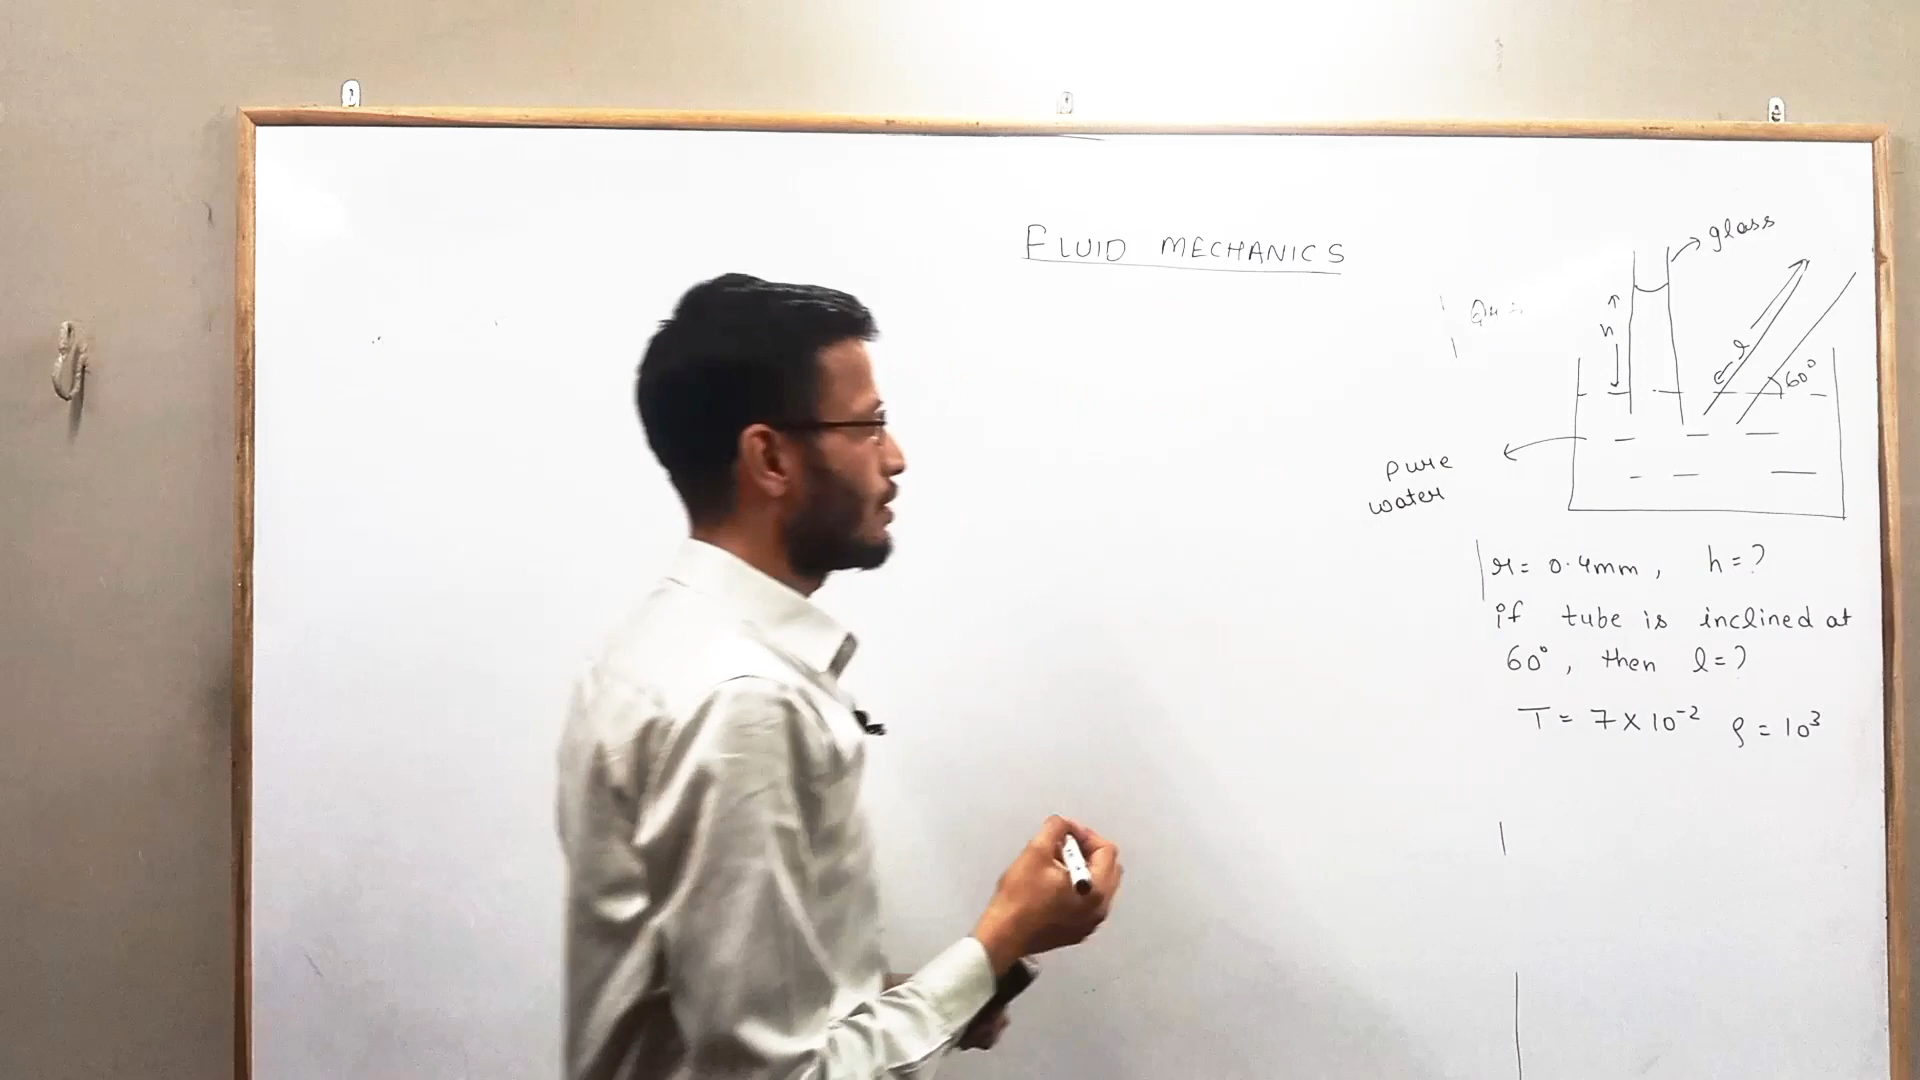 FLUID MECHANICS
glass
h
l
60°
pure
water
r = 0.4mm, h = ?
if tube is inclined at
60°, then l = ?
T = 7 × 10⁻² ρ = 10³